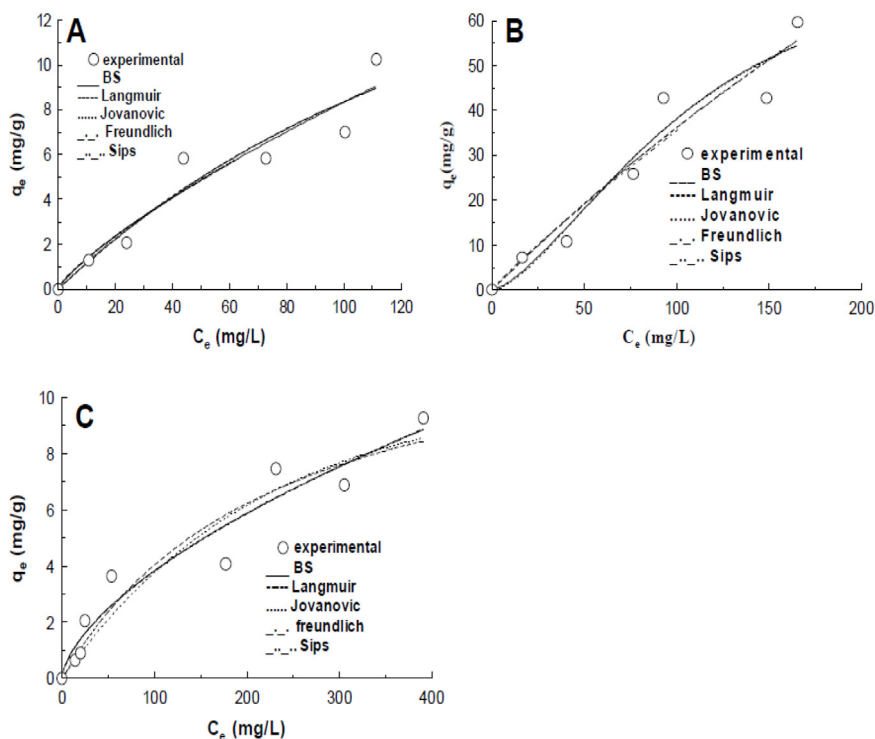 A
12
10
8
6
4
2
0
qe (mg/g)
experimental
BS
Langmuir
Jovanovic
Freundlich
Sips
0 20 40 60 80 100 120
Ce (mg/L)
B
60
50
40
30
20
10
0
qe(mg/g)
experimental
BS
Langmuir
Jovanovic
Freundlich
Sips
0 50 100 150 200
Ce (mg/L)
C
10
8
6
4
2
0
qe (mg/g)
experimental
BS
Langmuir
Jovanovic
freundlich
Sips
0 100 200 300 400
Ce (mg/L)